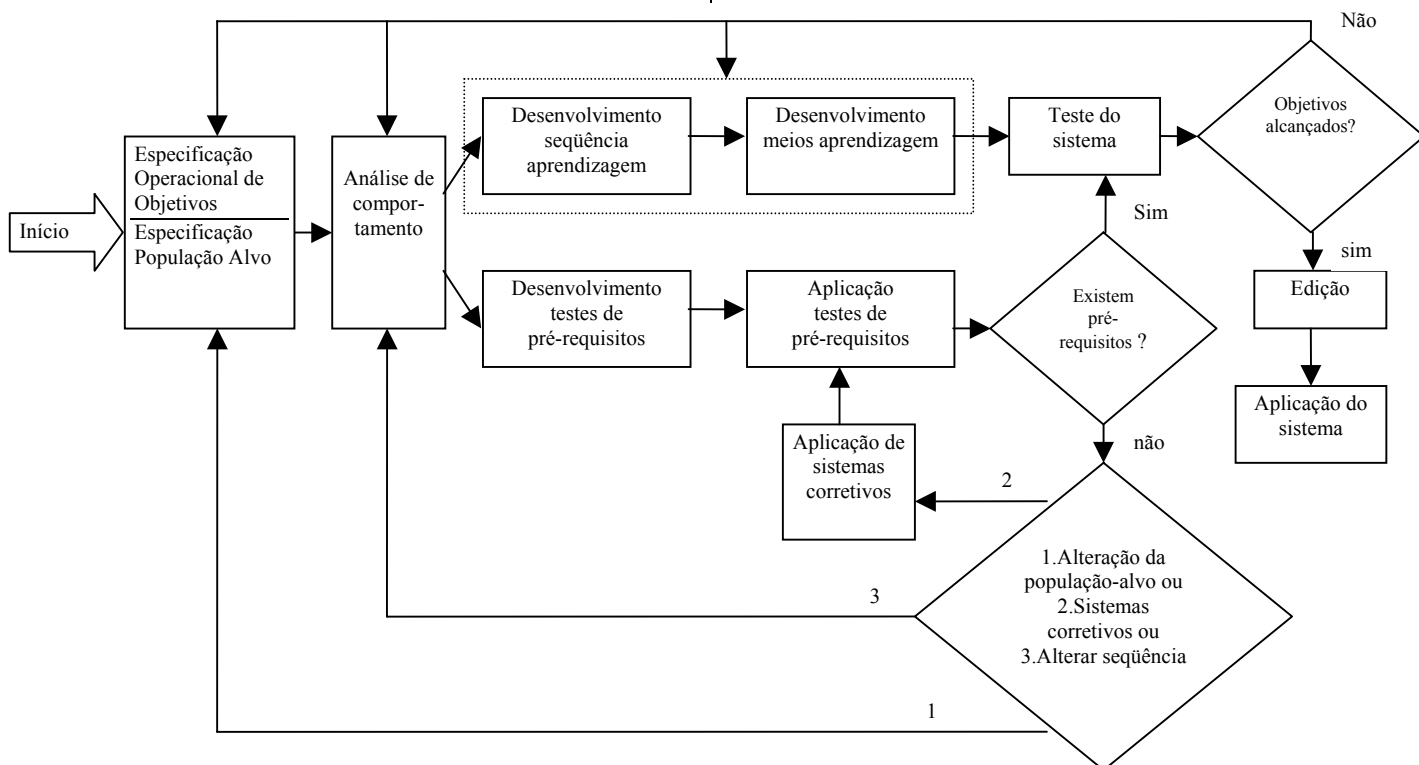 Não
Objetivos
alcançados?
Desenvolvimento
seqüência
aprendizagem
Desenvolvimento
meios aprendizagem
Teste do
sistema
Especificação
Operacional de
Objetivos
Especificação
População Alvo
Análise de
compor-
tamento
Início
Sim
sim
Desenvolvimento
testes de
pré-requisitos
Aplicação
testes de
pré-requisitos
Existem
pré-
requisitos ?
Edição
Aplicação do
sistema
Aplicação de
sistemas
corretivos
não
2
1.Alteração da
população-alvo ou
2.Sistemas
corretivos ou
3.Alterar seqüência
3
1